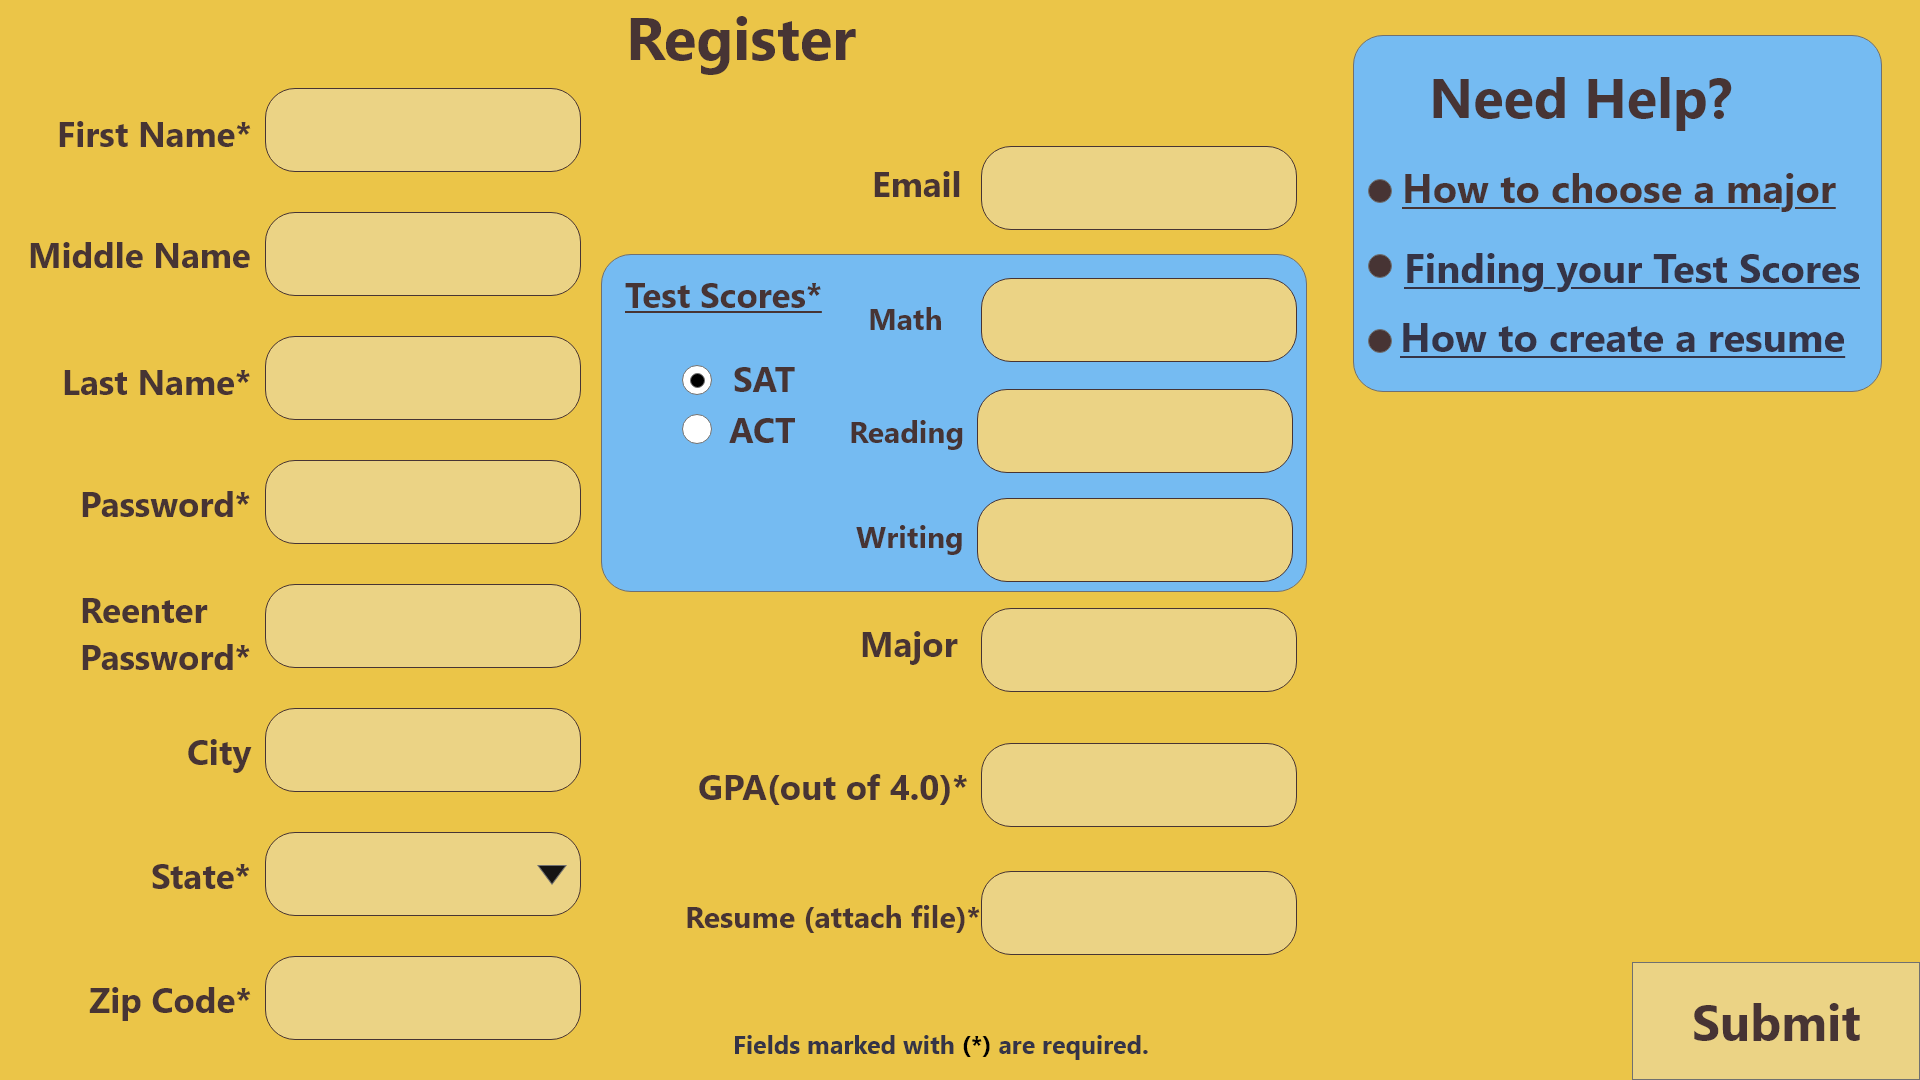 Register
First Name*
Middle Name
Last Name*
Password*
Reenter
Password*
City
State*
Zip Code*
Email
Test Scores*
SAT
ACT
Math
Reading
Writing
Major
GPA(out of 4.0)*
Resume (attach file)*
Fields marked with (*) are required.
Need Help?
How to choose a major
Finding your Test Scores
How to create a resume
Submit